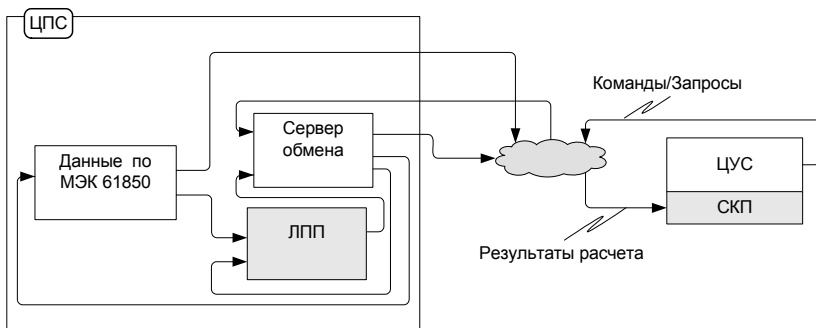 ЦПС
Команды/Запросы
Сервер
обмена
Данные по
МЭК 61850
ЦУС
СКП
ЛПП
Результаты расчета